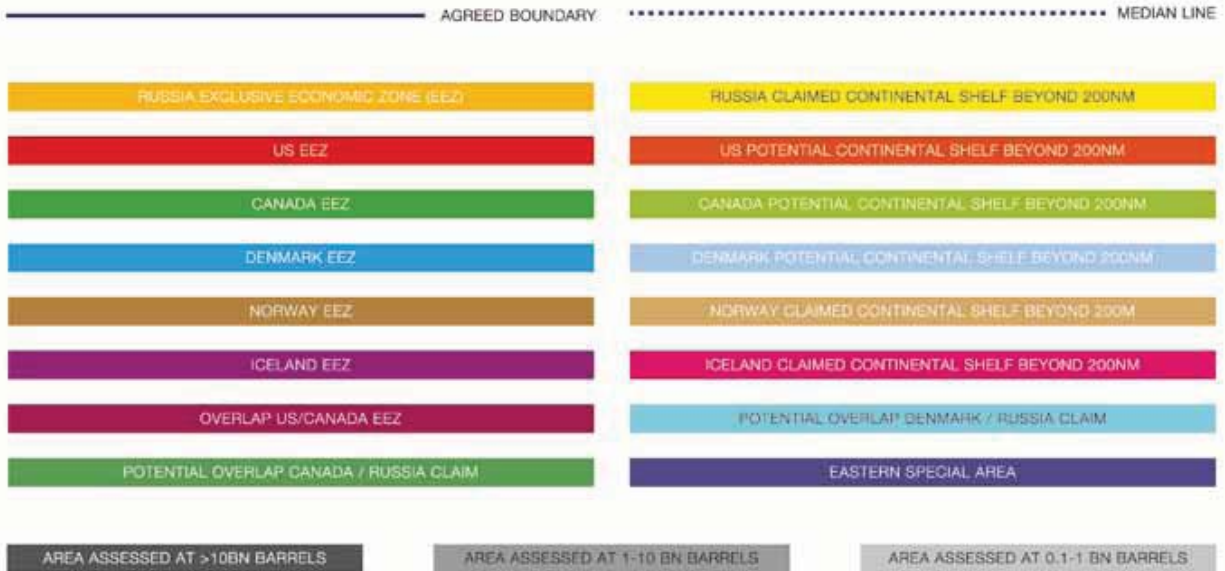 AGREED BOUNDARY
MEDIAN LINE
RUSSIA EXCLUSIVE ECONOMIC ZONE (EEZ)
RUSSIA CLAIMED CONTINENTAL SHELF BEYOND 200NM
US EEZ
US POTENTIAL CONTINENTAL SHELF BEYOND 200NM
CANADA EEZ
CANADA POTENTIAL CONTINENTAL SHELF BEYOND 200NM
DENMARK EEZ
DENMARK POTENTIAL CONTINENTAL SHELF BEYOND 200NM
NORWAY EEZ
NORWAY CLAIMED CONTINENTAL SHELF BEYOND 200M
ICELAND EEZ
ICELAND CLAIMED CONTINENTAL SHELF BEYOND 200NM
OVERLAP US/CANADA EEZ
POTENTIAL OVERLAP DENMARK / RUSSIA CLAIM
POTENTIAL OVERLAP CANADA / RUSSIA CLAIM
EASTERN SPECIAL AREA
AREA ASSESSED AT >10BN BARRELS
AREA ASSESSED AT 1-10 BN BARRELS
AREA ASSESSED AT 0.1-1 BN BARRELS